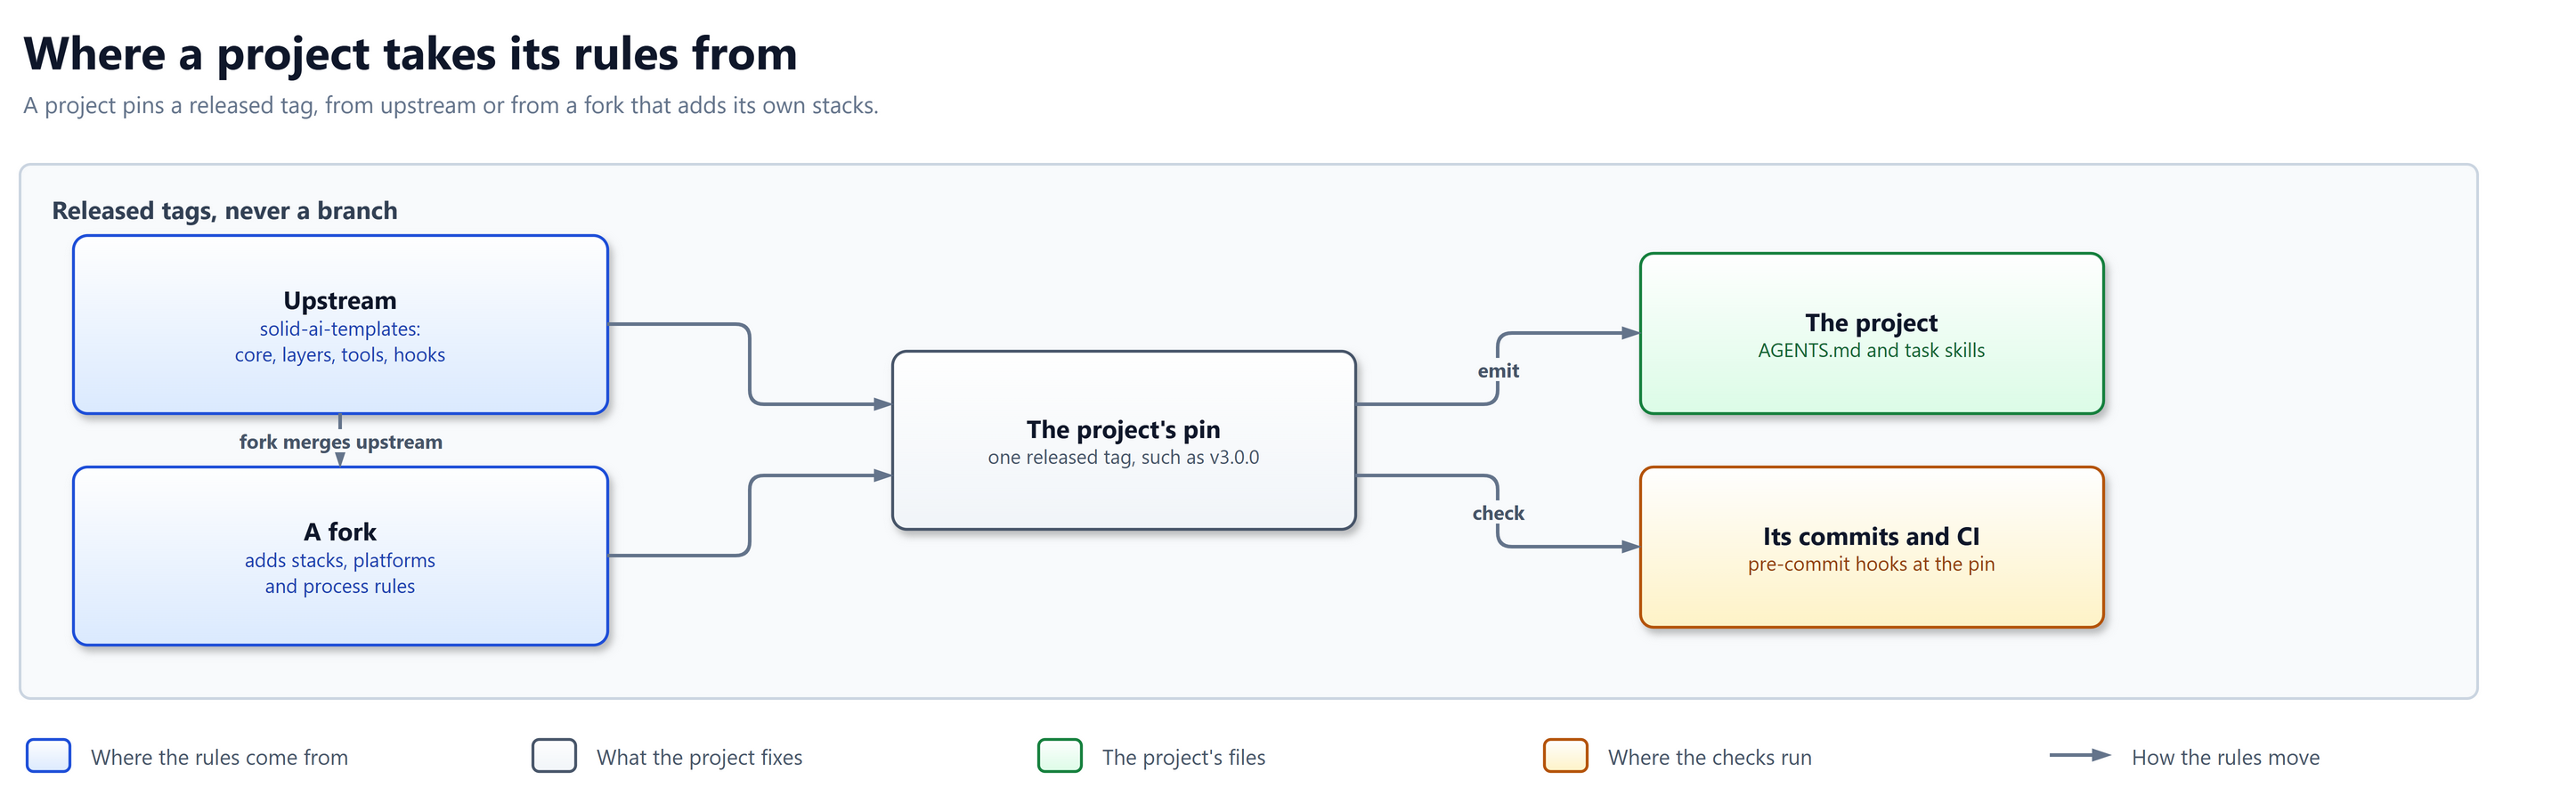 Where a project takes its rules from
A project pins a released tag, from upstream or from a fork that adds its own stacks.
Released tags, never a branch
Upstream
solid-ai-templates:
core, layers, tools, hooks
fork merges upstream
A fork
adds stacks, platforms
and process rules
The project's pin
one released tag, such as v3.0.0
emit
check
The project
AGENTS.md and task skills
Its commits and CI
pre-commit hooks at the pin
Where the rules come from
What the project fixes
The project's files
Where the checks run
How the rules move